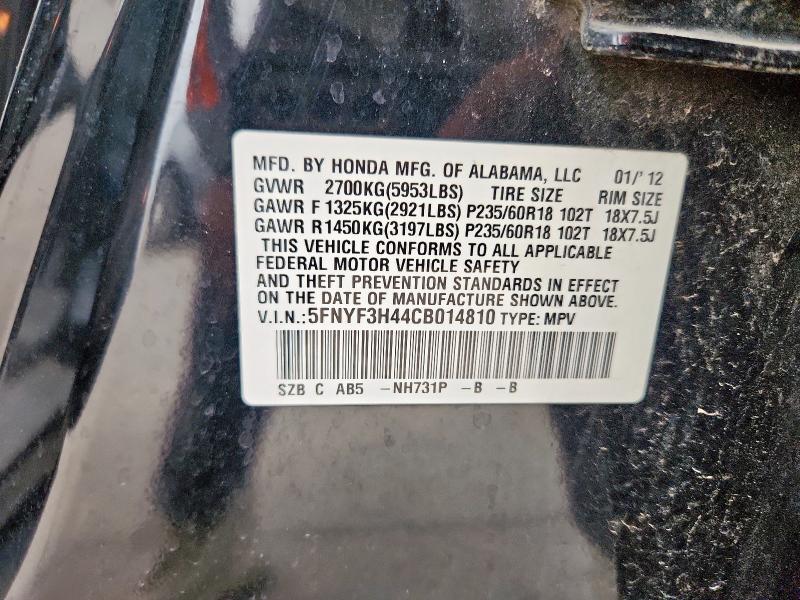 MFD. BY HONDA MFG. OF ALABAMA, LLC 01/'12
GVWR 2700KG(5953LBS) TIRE SIZE RIM SIZE
GAWR F 1325KG(2921LBS) P235/60R18 102T 18X7.5J
GAWR R1450KG(3197LBS) P235/60R18 102T 18X7.5J
THIS VEHICLE CONFORMS TO ALL APPLICABLE
FEDERAL MOTOR VEHICLE SAFETY
AND THEFT PREVENTION STANDARDS IN EFFECT
ON THE DATE OF MANUFACTURE SHOWN ABOVE.
V.I.N.:5FNYF3H44CB014810 TYPE: MPV
SZB C AB5 -NH731P -B -B